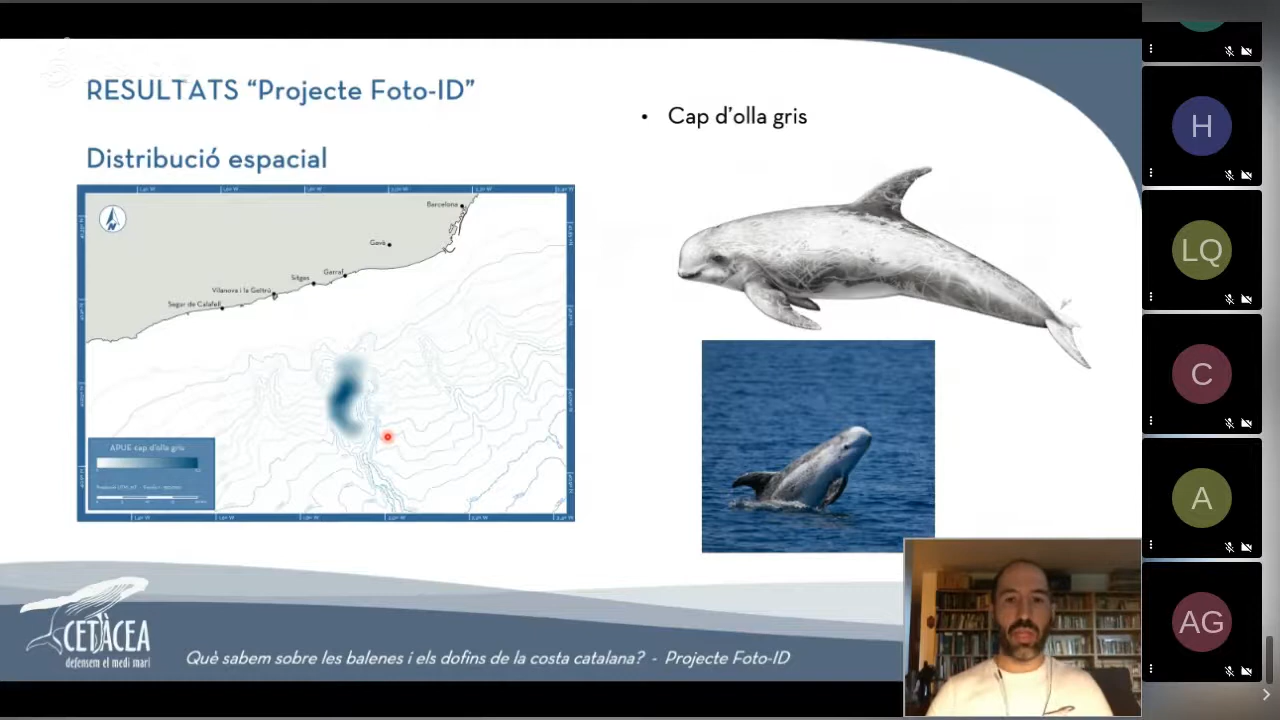 RESULTATS “Projecte Foto-ID”
Distribució espacial
Barcelona
Gavà
Garraf
Sitges
Vilanova i la Geltrú
Segur de Calafell
N
APUE cap d'olla gris
• Cap d’olla gris
CETÀCEA
defensem el medi marí
Què sabem sobre les balenes i els dofins de la costa catalana? - Projecte Foto-ID
H
LQ
C
A
AG